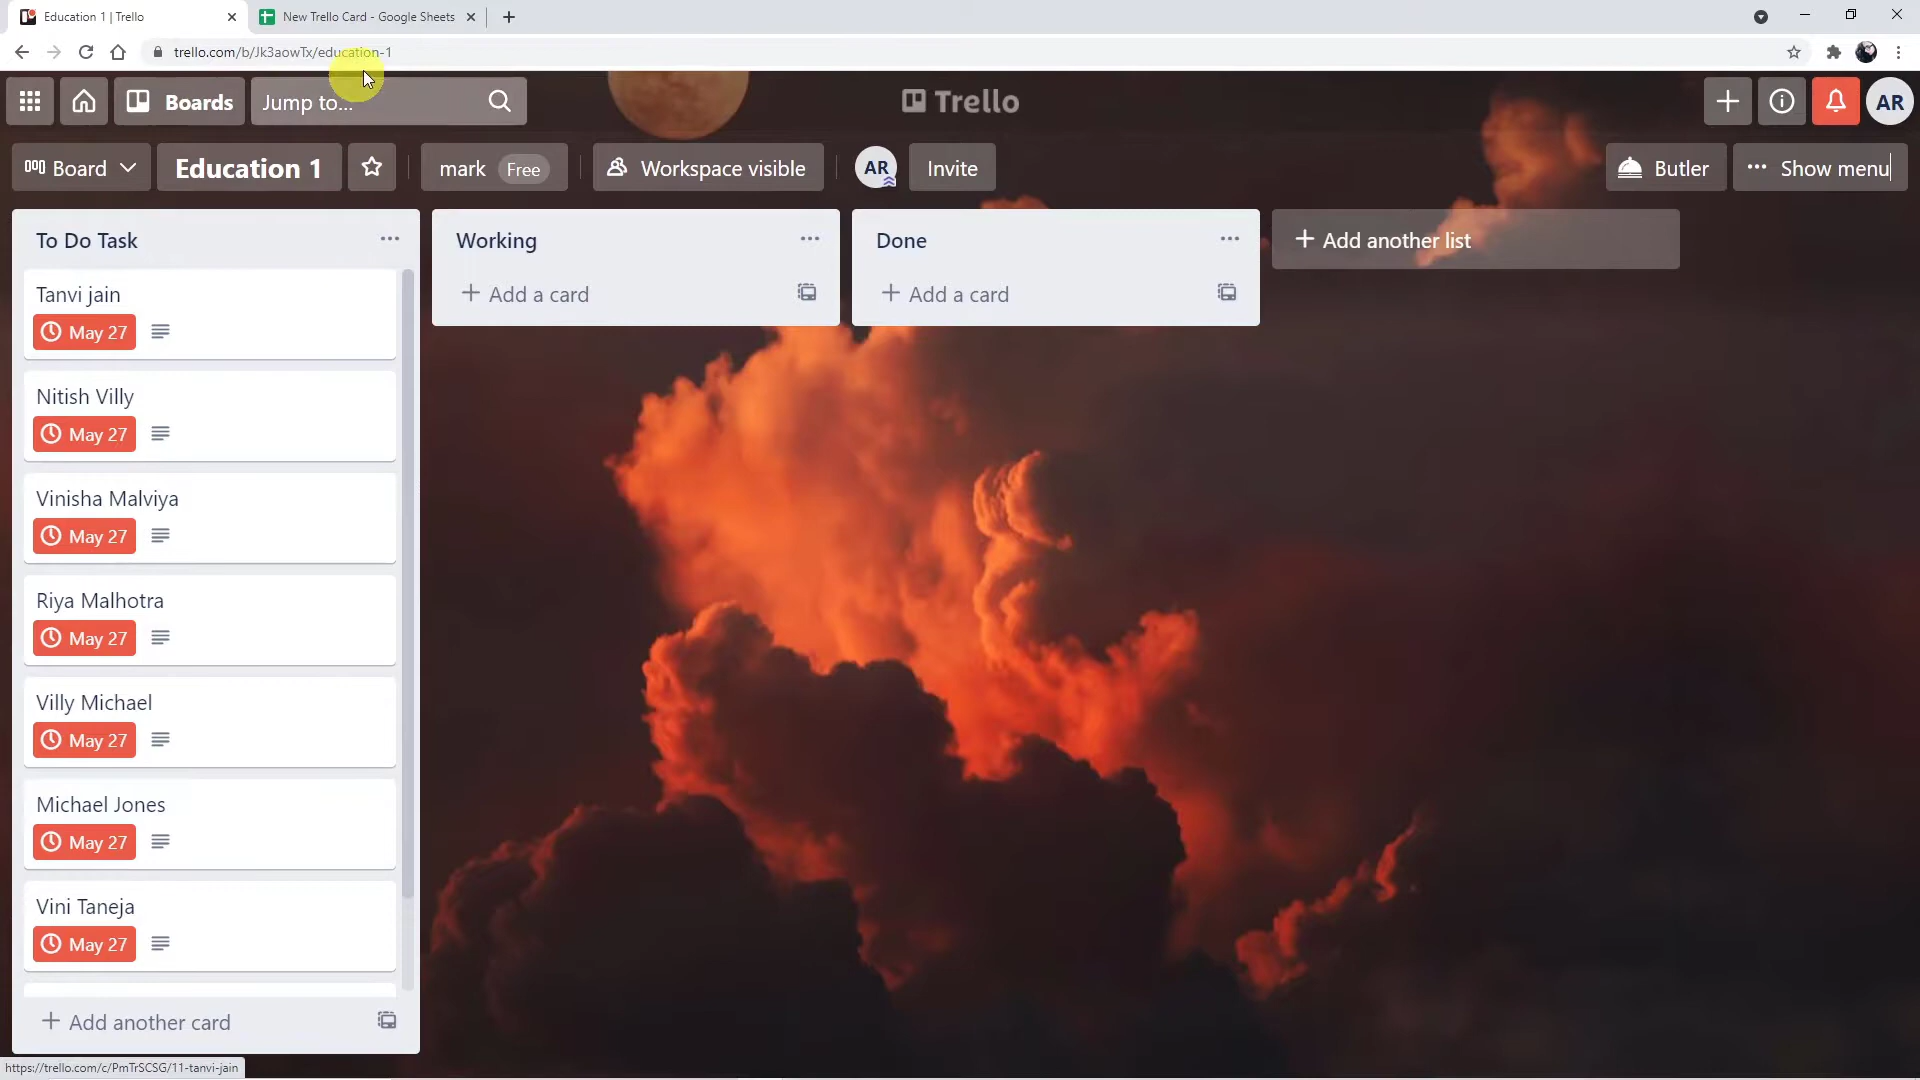 Education 1 | Trello
New Trello Card - Google Sheets
trello.com/b/Jk3aowTx/education-1
Boards
Jump to...
Trello
AR
Board
Education 1
mark Free
Workspace visible
AR
Invite
Butler
Show menu
To Do Task
Tanvi jain
May 27
Nitish Villy
May 27
Vinisha Malviya
May 27
Riya Malhotra
May 27
Villy Michael
May 27
Michael Jones
May 27
Vini Taneja
May 27
Add another card
Working
Add a card
Done
Add a card
Add another list
https://trello.com/c/PmTrSCSG/11-tanvi-jain